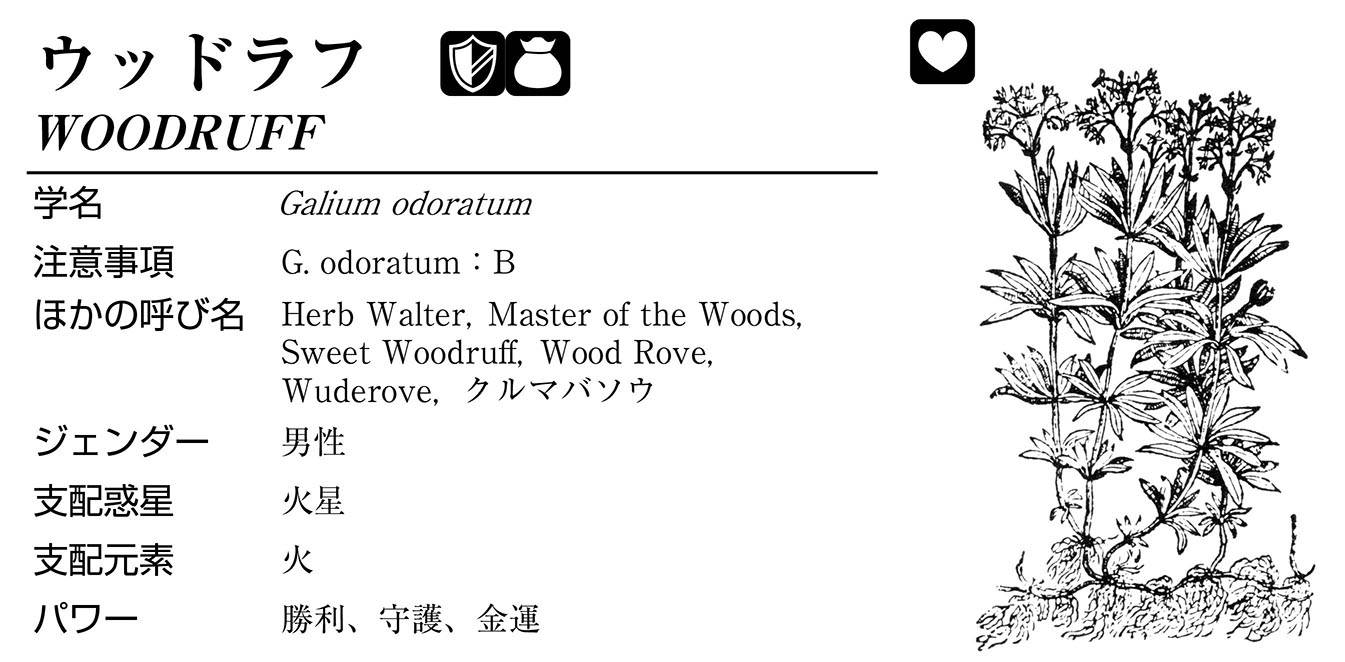 ウッドラフ
WOODRUFF
学名 Galium odoratum
注意事項 G. odoratum：B
ほかの呼び名 Herb Walter, Master of the Woods,
Sweet Woodruff, Wood Rove,
Wuderove, クルマバソウ
ジェンダー 男性
支配惑星 火星
支配元素 火
パワー 勝利、守護、金運